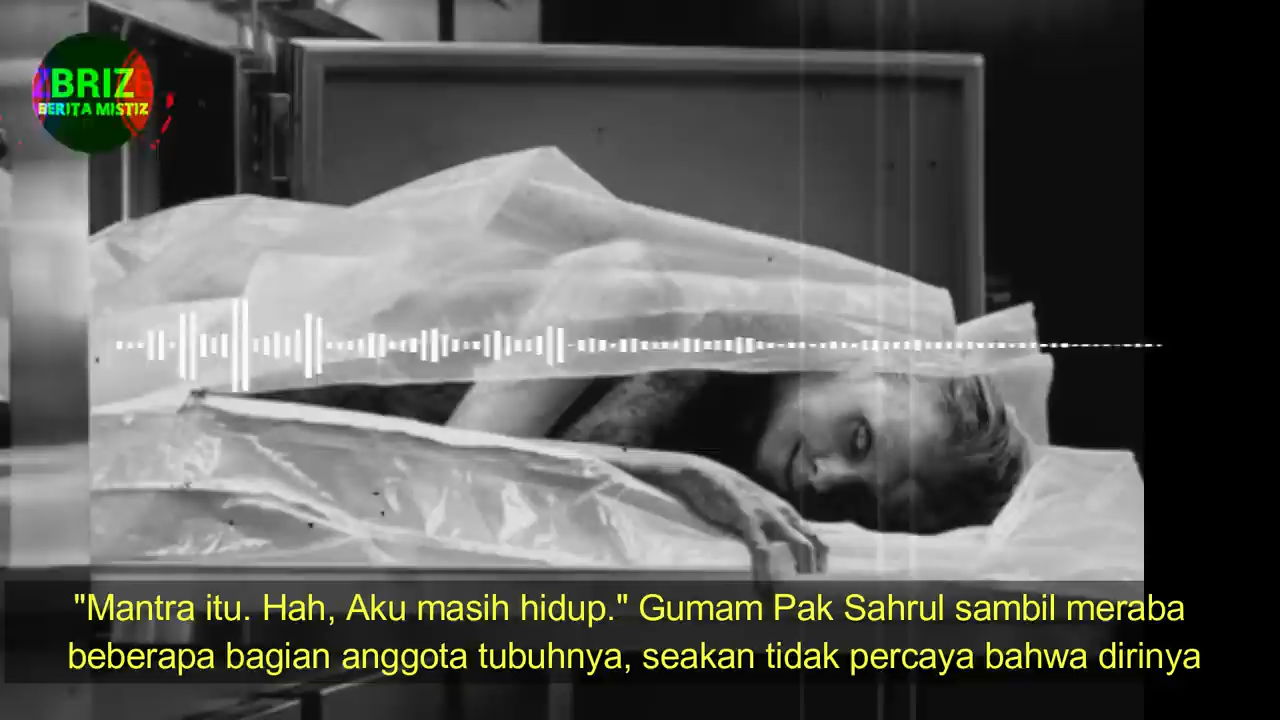 BRIZ
BERITA MISTIZ
"Mantra itu. Hah, Aku masih hidup." Gumam Pak Sahrul sambil meraba
beberapa bagian anggota tubuhnya, seakan tidak percaya bahwa dirinya